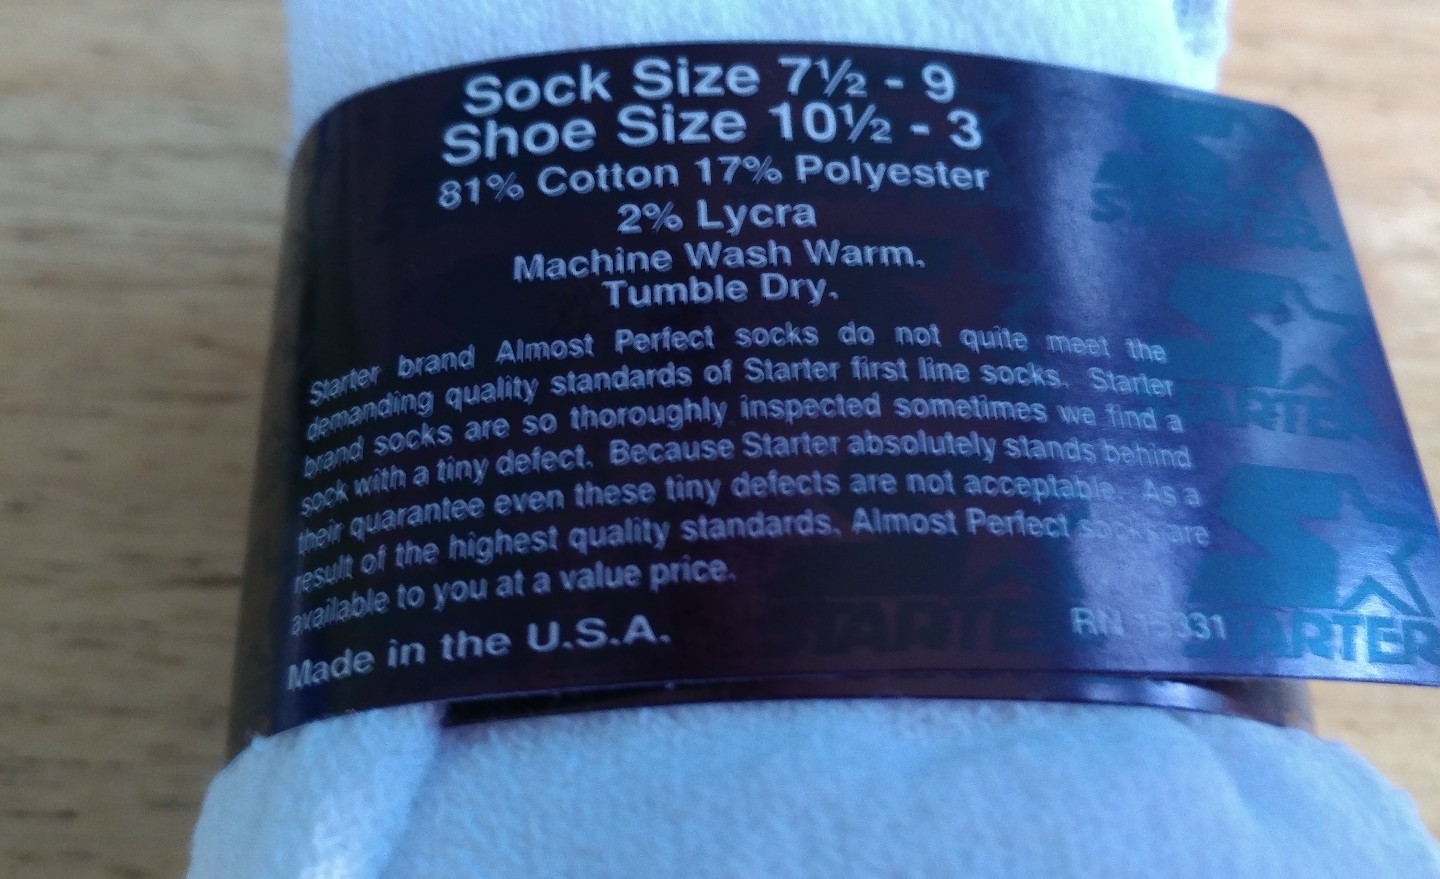 Sock Size 7½ - 9
Shoe Size 10½ - 3
81% Cotton 17% Polyester
2% Lycra
Machine Wash Warm.
Tumble Dry.
Starter brand Almost Perfect socks do not quite meet the
demanding quality standards of Starter first line socks. Starter
brand socks are so thoroughly inspected sometimes we find a
sock with a tiny defect. Because Starter absolutely stands behind
their quarantee even these tiny defects are not acceptable. As a
result of the highest quality standards, Almost Perfect socks are
available to you at a value price.
Made in the U.S.A.
RN
STARTER
STARTER
STARTER
STARTER